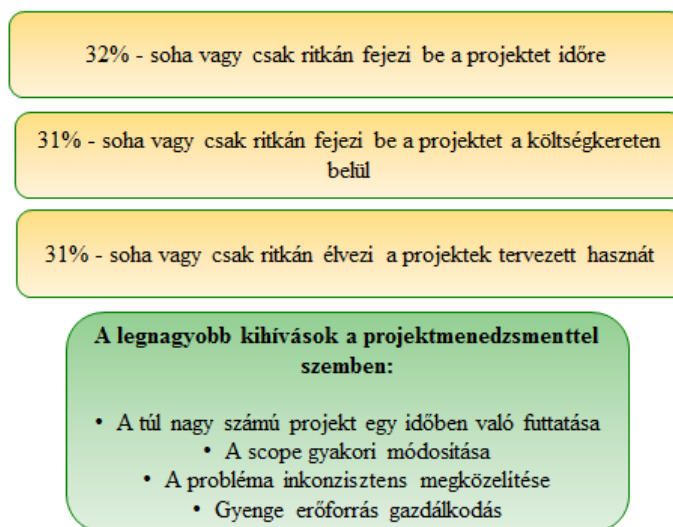 32% - soha vagy csak ritkán fejezi be a projektet időre
31% - soha vagy csak ritkán fejezi be a projektet a költségkereten
belül
31% - soha vagy csak ritkán élvezi a projektek tervezett hasznát
A legnagyobb kihívások a projektmenedzsmenttel
szemben:
• A túl nagy számú projekt egy időben való futtatása
• A scope gyakori módosítása
• A probléma inkonzisztens megközelítése
• Gyenge erőforrás gazdálkodás